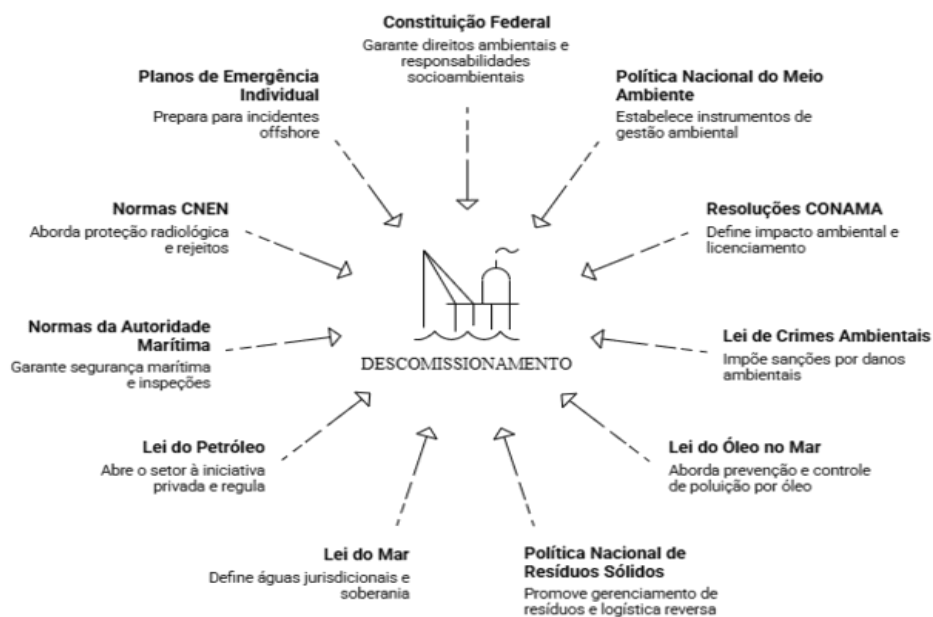 Constituição Federal
Garante direitos ambientais e
responsabilidades
socioambientais
Planos de Emergência
Individual
Prepara para incidentes
offshore
Política Nacional do Meio
Ambiente
Estabelece instrumentos de
gestão ambiental
Normas CNEN
Aborda proteção radiológica
e rejeitos
Resoluções CONAMA
Define impacto ambiental e
licenciamento
Normas da Autoridade
Marítima
Garante segurança marítima
e inspeções
DESCOMISSIONAMENTO
Lei de Crimes Ambientais
Impõe sanções por danos
ambientais
Lei do Petróleo
Abre o setor à iniciativa
privada e regula
Lei do Óleo no Mar
Aborda prevenção e controle
de poluição por óleo
Lei do Mar
Define águas jurisdicionais e
soberania
Política Nacional de
Resíduos Sólidos
Promove gerenciamento de
resíduos e logística reversa